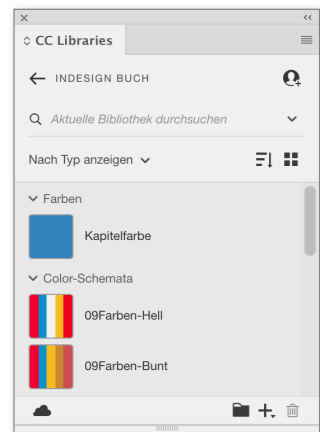 CC Libraries
INDESIGN BUCH
Aktuelle Bibliothek durchsuchen
Nach Typ anzeigen
Farben
Kapitelfarbe
Color-Schemata
09Farben-Hell
09Farben-Bunt